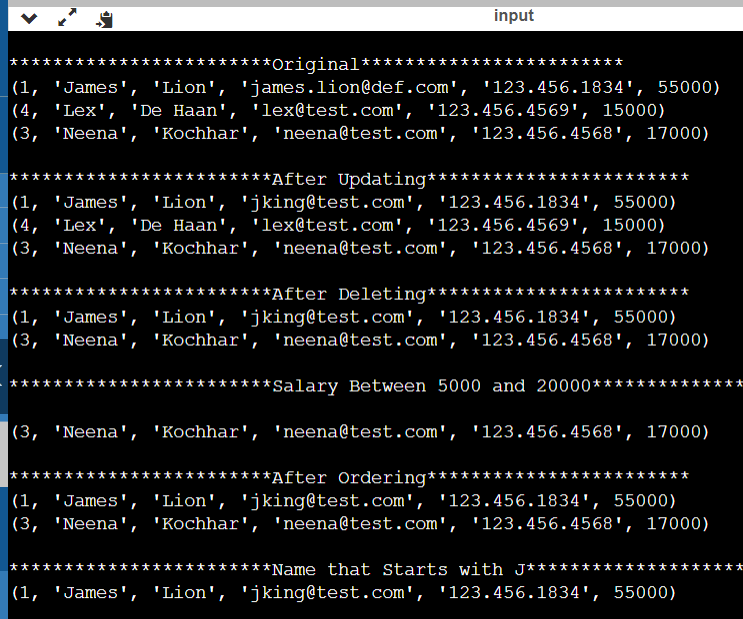 input
************************Original************************
(1, 'James', 'Lion', 'james.lion@def.com', '123.456.1834', 55000)
(4, 'Lex', 'De Haan', 'lex@test.com', '123.456.4569', 15000)
(3, 'Neena', 'Kochhar', 'neena@test.com', '123.456.4568', 17000)
************************After Updating************************
(1, 'James', 'Lion', 'jking@test.com', '123.456.1834', 55000)
(4, 'Lex', 'De Haan', 'lex@test.com', '123.456.4569', 15000)
(3, 'Neena', 'Kochhar', 'neena@test.com', '123.456.4568', 17000)
************************After Deleting************************
(1, 'James', 'Lion', 'jking@test.com', '123.456.1834', 55000)
(3, 'Neena', 'Kochhar', 'neena@test.com', '123.456.4568', 17000)
************************Salary Between 5000 and 20000**************
(3, 'Neena', 'Kochhar', 'neena@test.com', '123.456.4568', 17000)
************************After Ordering************************
(1, 'James', 'Lion', 'jking@test.com', '123.456.1834', 55000)
(3, 'Neena', 'Kochhar', 'neena@test.com', '123.456.4568', 17000)
************************Name that Starts with J********************
(1, 'James', 'Lion', 'jking@test.com', '123.456.1834', 55000)